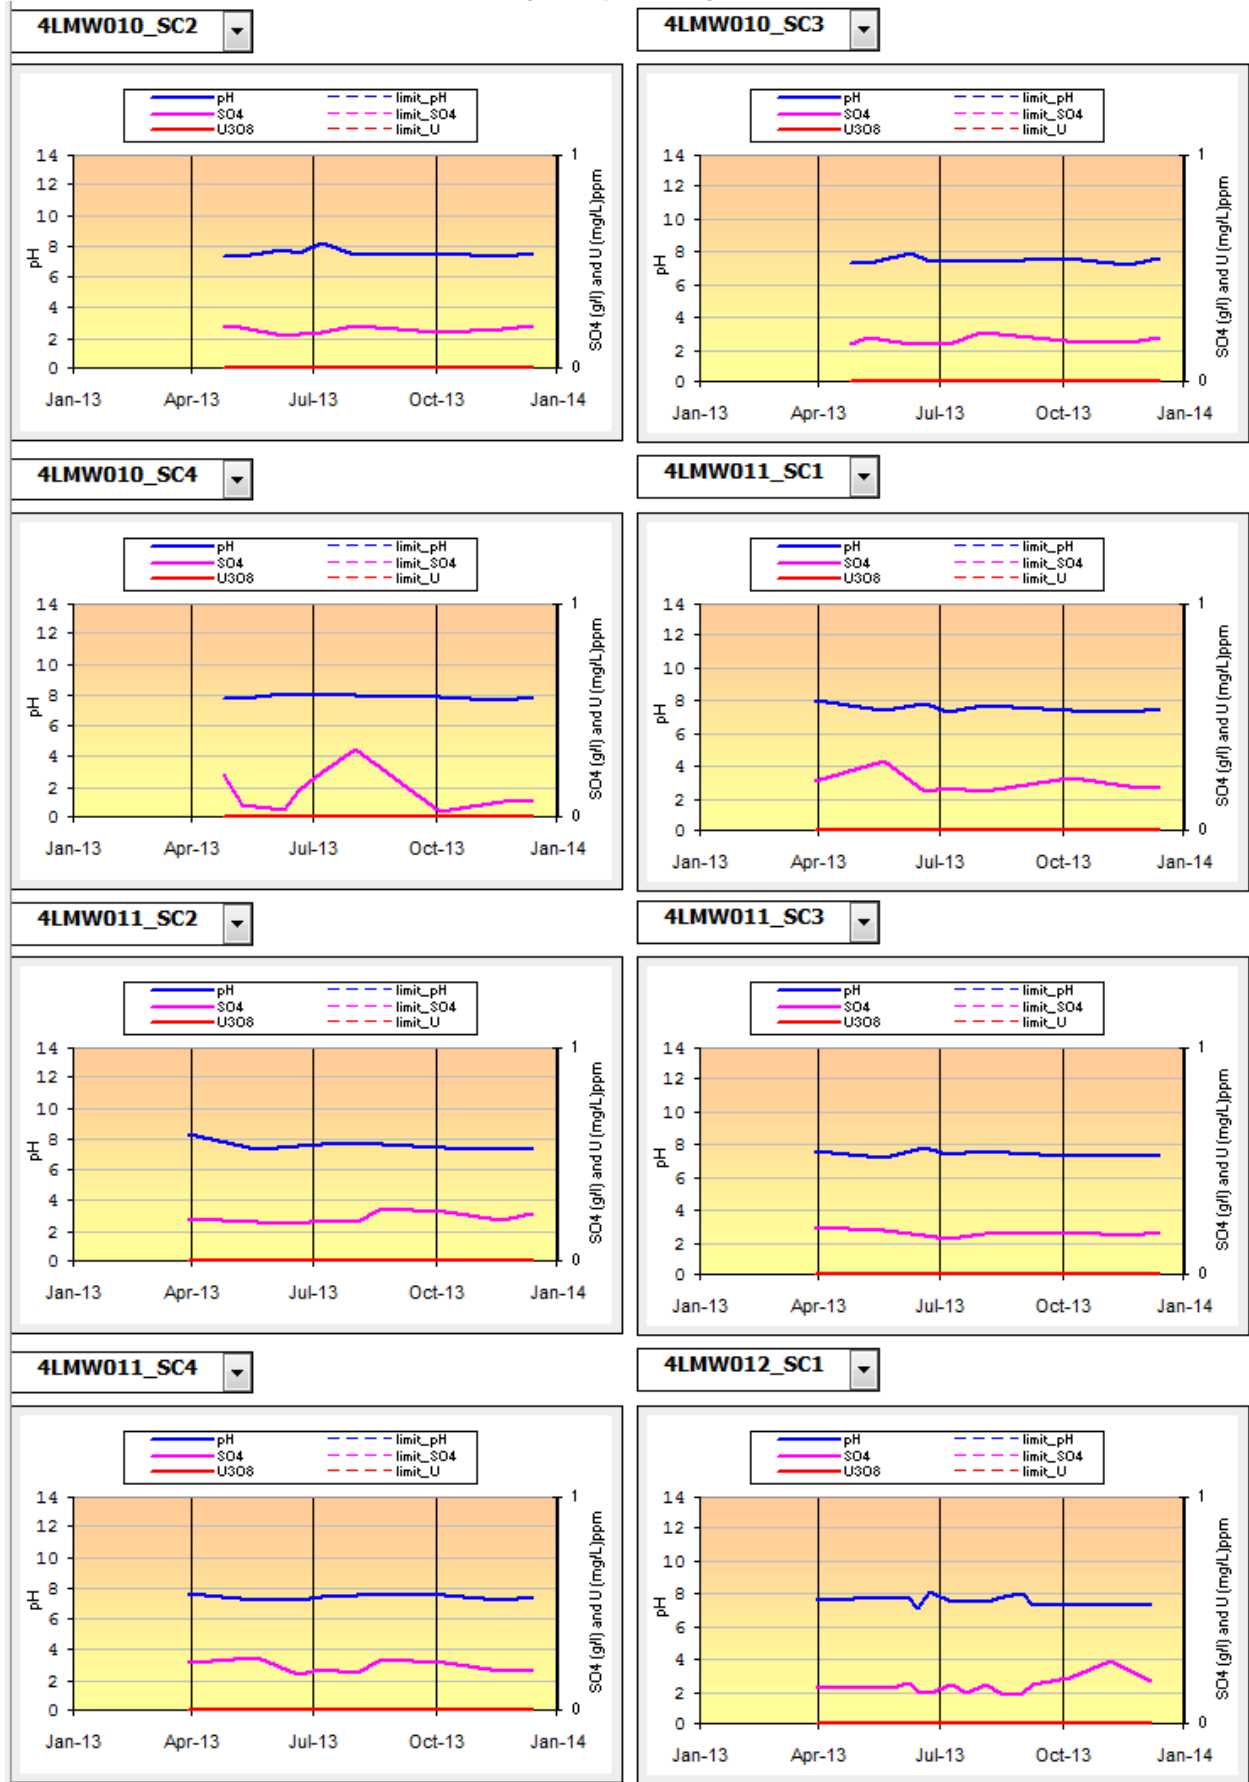 4LMW010_SC2
pH
limit_pH
SO4
limit_SO4
U3O8
limit_U
14
12
10
8
6
4
2
0
pH
1
0
SO4 (g/l) and U (mg/L)ppm
Jan-13 Apr-13 Jul-13 Oct-13 Jan-14
4LMW010_SC3
pH
limit_pH
SO4
limit_SO4
U3O8
limit_U
14
12
10
8
6
4
2
0
pH
1
0
SO4 (g/l) and U (mg/L)ppm
Jan-13 Apr-13 Jul-13 Oct-13 Jan-14
4LMW010_SC4
pH
limit_pH
SO4
limit_SO4
U3O8
limit_U
14
12
10
8
6
4
2
0
pH
1
0
SO4 (g/l) and U (mg/L)ppm
Jan-13 Apr-13 Jul-13 Oct-13 Jan-14
4LMW011_SC1
pH
limit_pH
SO4
limit_SO4
U3O8
limit_U
14
12
10
8
6
4
2
0
pH
1
0
SO4 (g/l) and U (mg/L)ppm
Jan-13 Apr-13 Jul-13 Oct-13 Jan-14
4LMW011_SC2
pH
limit_pH
SO4
limit_SO4
U3O8
limit_U
14
12
10
8
6
4
2
0
pH
1
0
SO4 (g/l) and U (mg/L)ppm
Jan-13 Apr-13 Jul-13 Oct-13 Jan-14
4LMW011_SC3
pH
limit_pH
SO4
limit_SO4
U3O8
limit_U
14
12
10
8
6
4
2
0
pH
1
0
SO4 (g/l) and U (mg/L)ppm
Jan-13 Apr-13 Jul-13 Oct-13 Jan-14
4LMW011_SC4
pH
limit_pH
SO4
limit_SO4
U3O8
limit_U
14
12
10
8
6
4
2
0
pH
1
0
SO4 (g/l) and U (mg/L)ppm
Jan-13 Apr-13 Jul-13 Oct-13 Jan-14
4LMW012_SC1
pH
limit_pH
SO4
limit_SO4
U3O8
limit_U
14
12
10
8
6
4
2
0
pH
1
0
SO4 (g/l) and U (mg/L)ppm
Jan-13 Apr-13 Jul-13 Oct-13 Jan-14